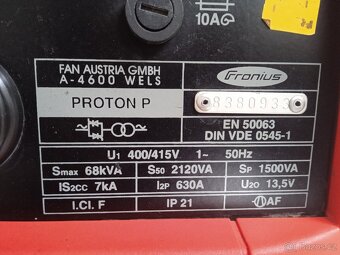 10A
FAN AUSTRIA GMBH
A-4600 WELS
Fronius
PROTON P
8380933
EN 50063
DIN VDE 0545-1
U1 400/415V 1~ 50Hz
Smax 68kVA S50 2120VA Sp 1500VA
IS2CC 7kA I2P 630A U20 13,5V
I.CI. F IP 21 AF